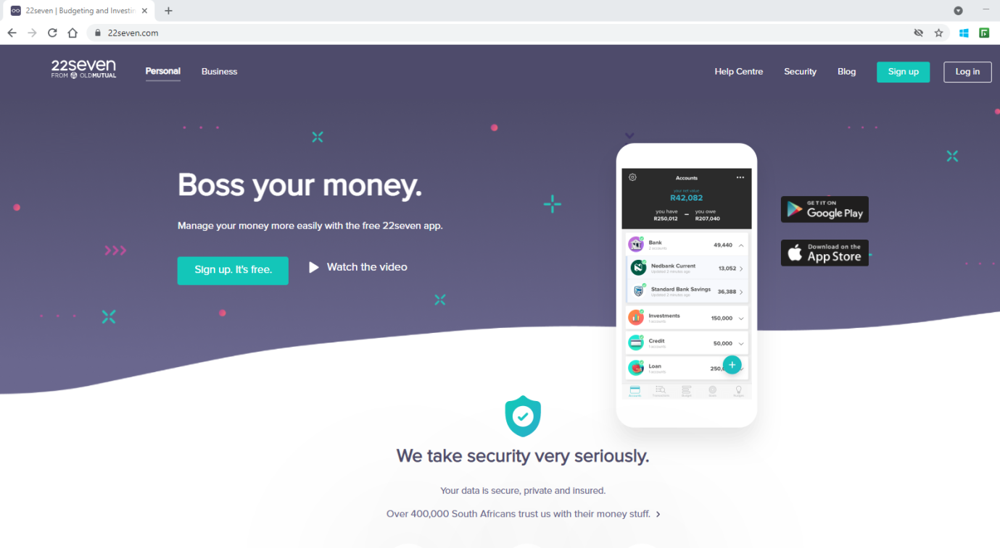 22seven | Budgeting and Investin
22seven.com
22seven
FROM OLDMUTUAL
Personal
Business
Help Centre
Security
Blog
Sign up
Log in
Boss your money.
Manage your money more easily with the free 22seven app.
Sign up. It's free.
Watch the video
Accounts
your net value
R42,082
you have
R250,012
–
you owe
R207,040
Bank
2 accounts
49,440
Nedbank Current
Updated 2 minutes ago
13,052
Standard Bank Savings
Updated 2 minutes ago
36,388
Investments
1 accounts
150,000
Credit
1 accounts
50,000
Loan
1 accounts
250,
Accounts
Transactions
Budget
GET IT ON
Google Play
Download on the
App Store
We take security very seriously.
Your data is secure, private and insured.
Over 400,000 South Africans trust us with their money stuff.